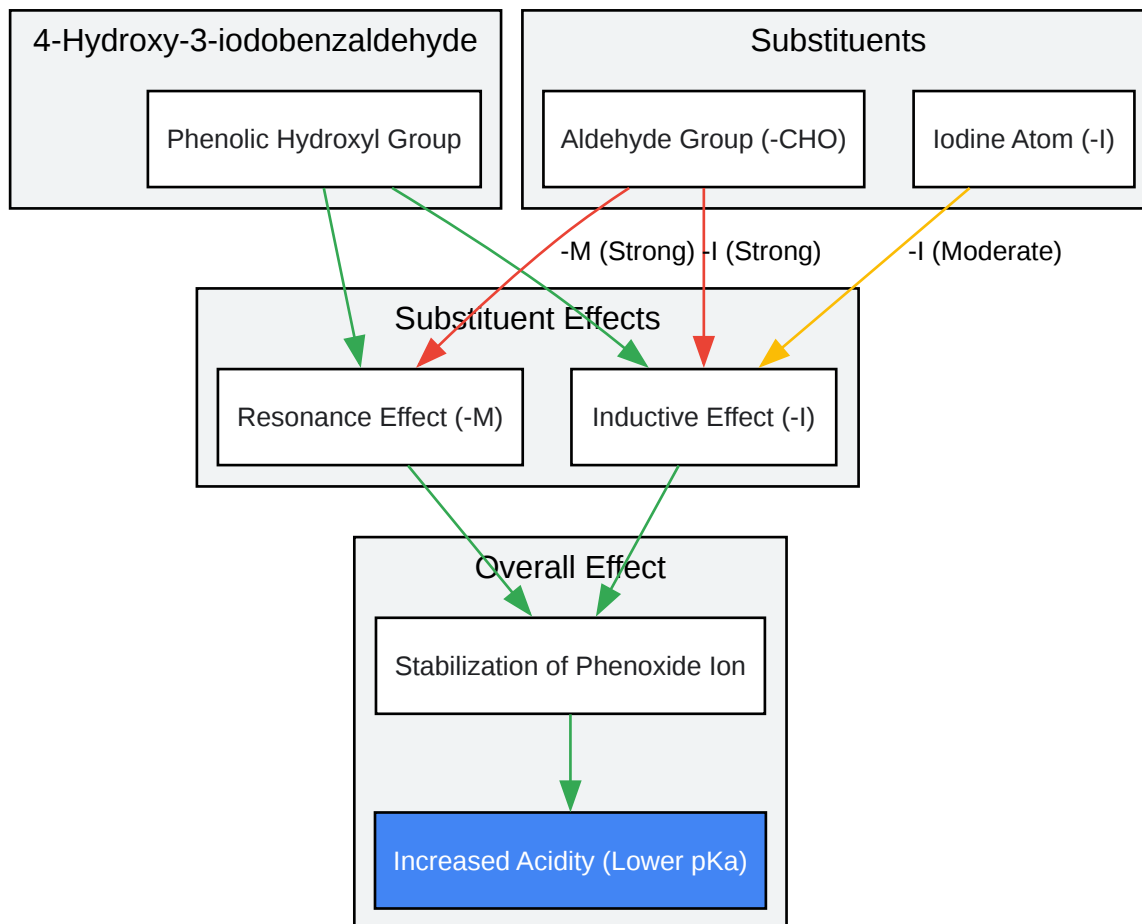 4-Hydroxy-3-iodobenzaldehyde
Substituents
Phenolic Hydroxyl Group
Aldehyde Group (-CHO)
Iodine Atom (-I)
-M (Strong)
-I (Strong)
-I (Moderate)
Substituent Effects
Resonance Effect (-M)
Inductive Effect (-I)
Overall Effect
Stabilization of Phenoxide Ion
Increased Acidity (Lower pKa)